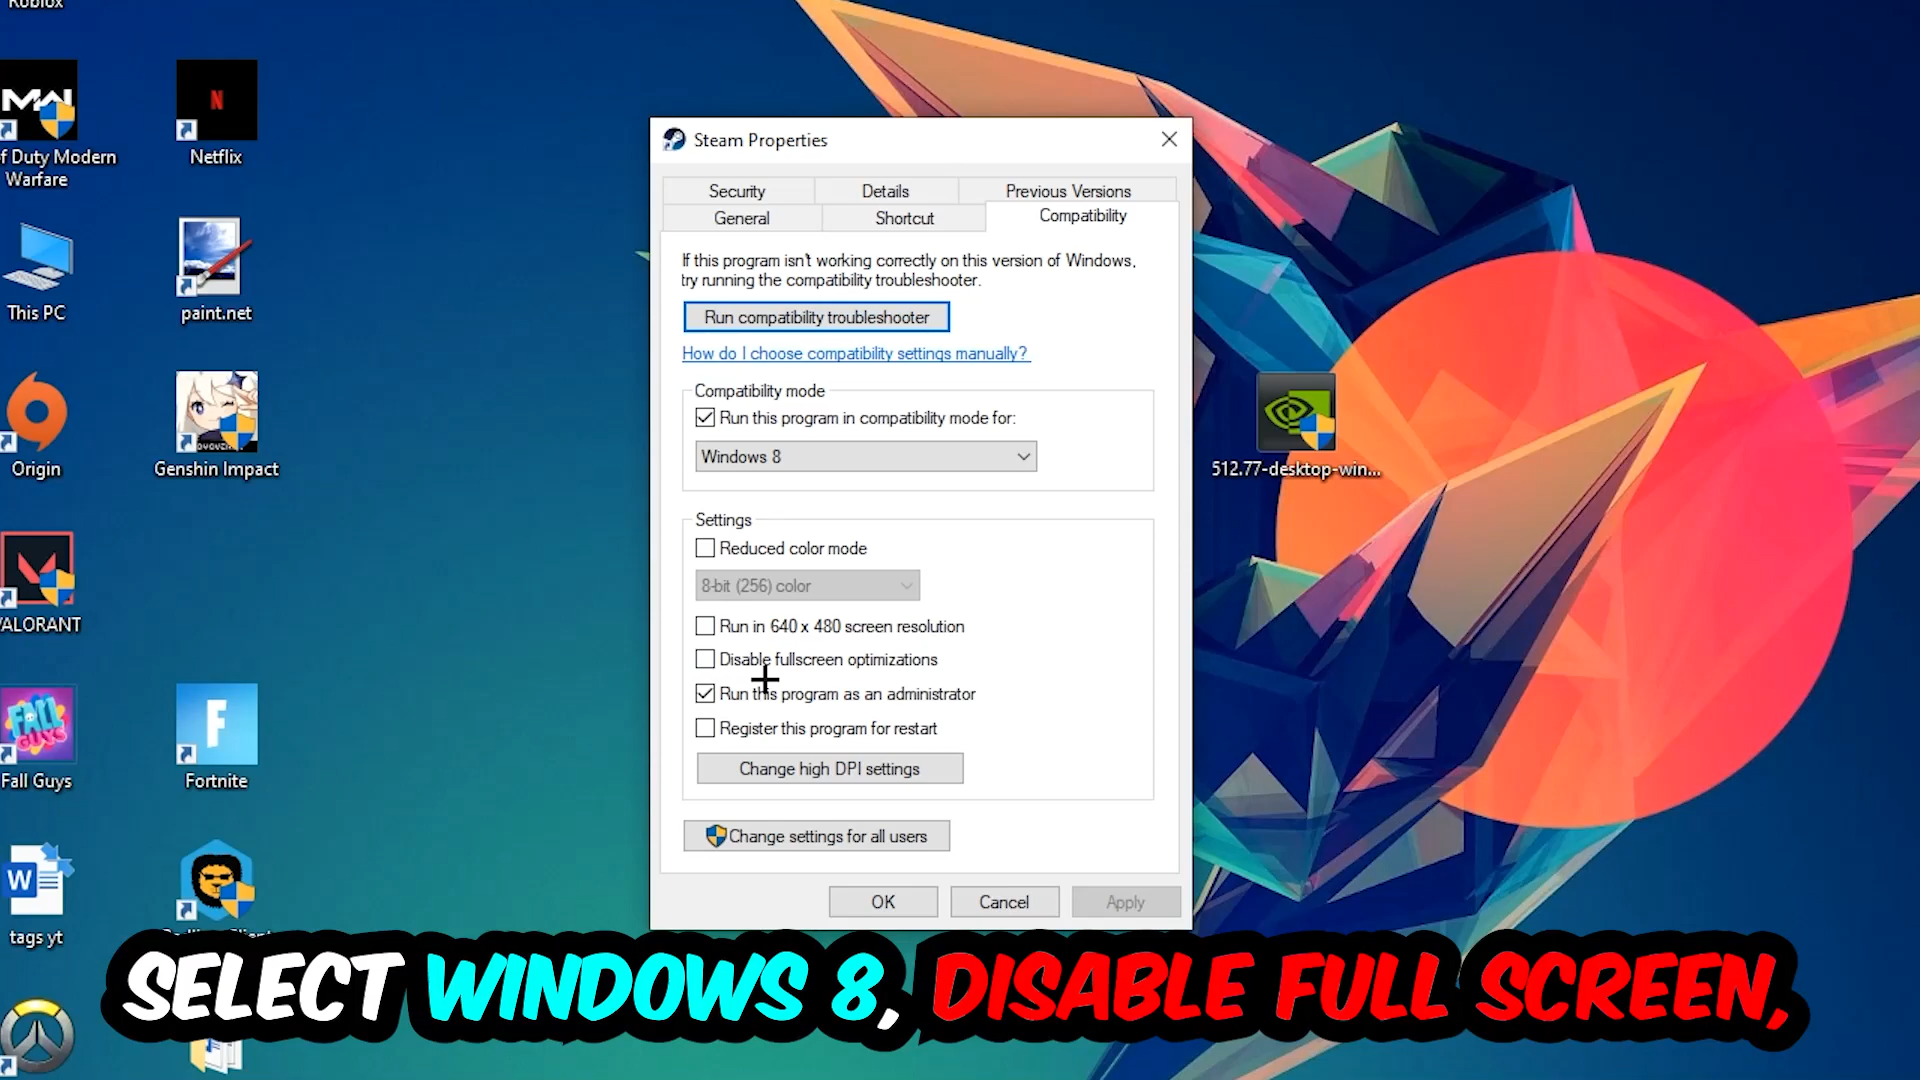 Roblox
MW
N
f Duty Modern
Warfare
Netflix
This PC
paint.net
Origin
Genshin Impact
VALORANT
FALL
GUYS
F
Fall Guys
Fortnite
W
tags yt
Steam Properties
Security
Details
Previous Versions
General
Shortcut
Compatibility
If this program isn't working correctly on this version of Windows,
try running the compatibility troubleshooter.
Run compatibility troubleshooter
How do I choose compatibility settings manually?
Compatibility mode
Run this program in compatibility mode for:
Windows 8
Settings
Reduced color mode
8-bit (256) color
Run in 640 x 480 screen resolution
Disable fullscreen optimizations
Run this program as an administrator
Register this program for restart
Change high DPI settings
Change settings for all users
OK
Cancel
Apply
512.77-desktop-win...
SELECT WINDOWS 8, DISABLE FULL SCREEN,